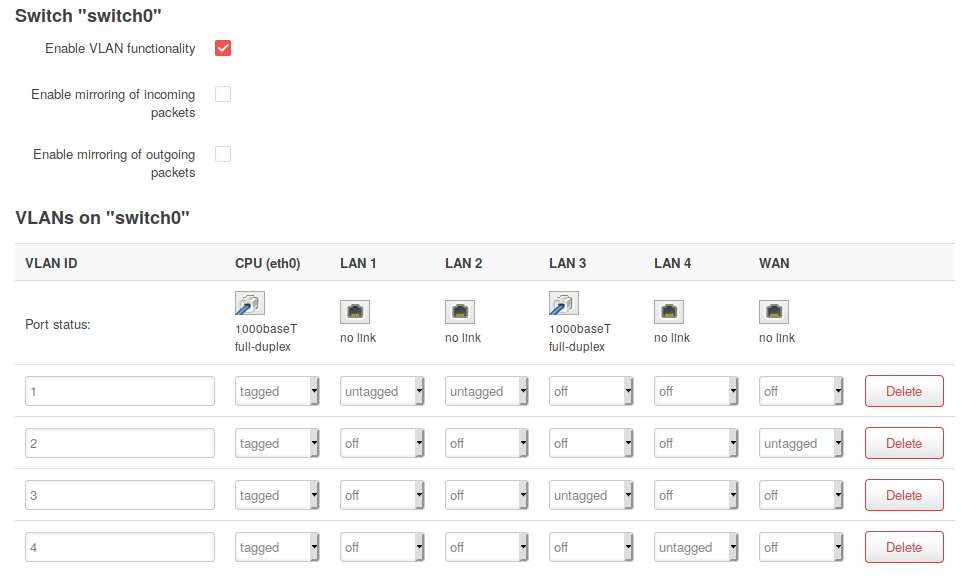 Switch "switch0"
Enable VLAN functionality
Enable mirroring of incoming
packets
Enable mirroring of outgoing
packets
VLANs on "switch0"
VLAN ID CPU (eth0) LAN 1 LAN 2 LAN 3 LAN 4 WAN
Port status: 1000baseT full-duplex no link no link 1000baseT full-duplex no link no link
1 tagged untagged untagged off off off Delete
2 tagged off off off off untagged Delete
3 tagged off off untagged off off Delete
4 tagged off off off untagged off Delete